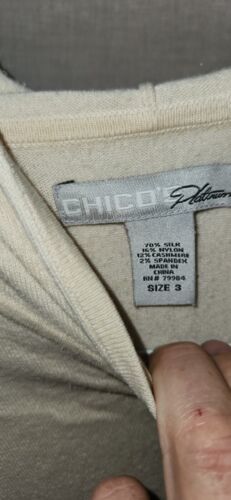 CHICO'S Platinum
70% SILK
16% NYLON
12% CASHMERE
2% SPANDEX
MADE IN
CHINA
RN# 79984
SIZE 3